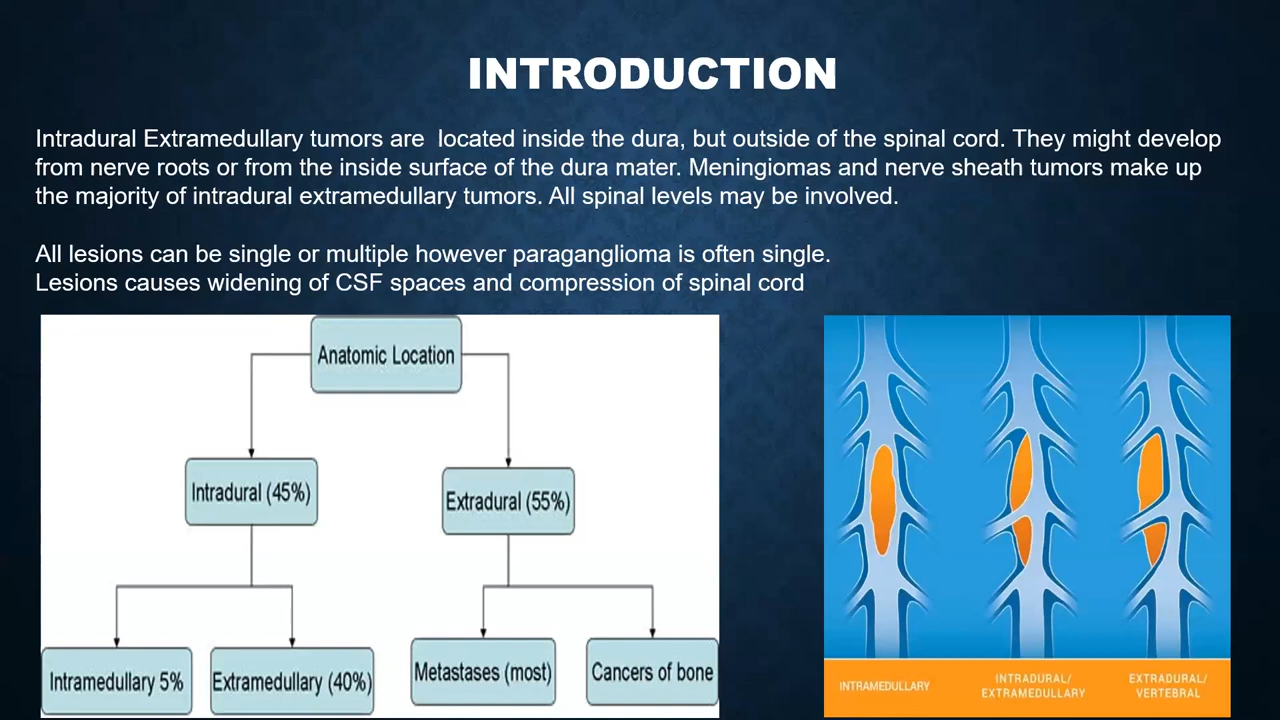 INTRODUCTION
Intradural Extramedullary tumors are  located inside the dura, but outside of the spinal cord. They might develop
from nerve roots or from the inside surface of the dura mater. Meningiomas and nerve sheath tumors make up
the majority of intradural extramedullary tumors. All spinal levels may be involved.
All lesions can be single or multiple however paraganglioma is often single.
Lesions causes widening of CSF spaces and compression of spinal cord
Anatomic Location
Intradural (45%)
Extradural (55%)
Intramedullary 5%
Extramedullary (40%)
Metastases (most)
Cancers of bone
INTRAMEDULLARY
INTRADURAL/
EXTRAMEDULLARY
EXTRADURAL/
VERTEBRAL